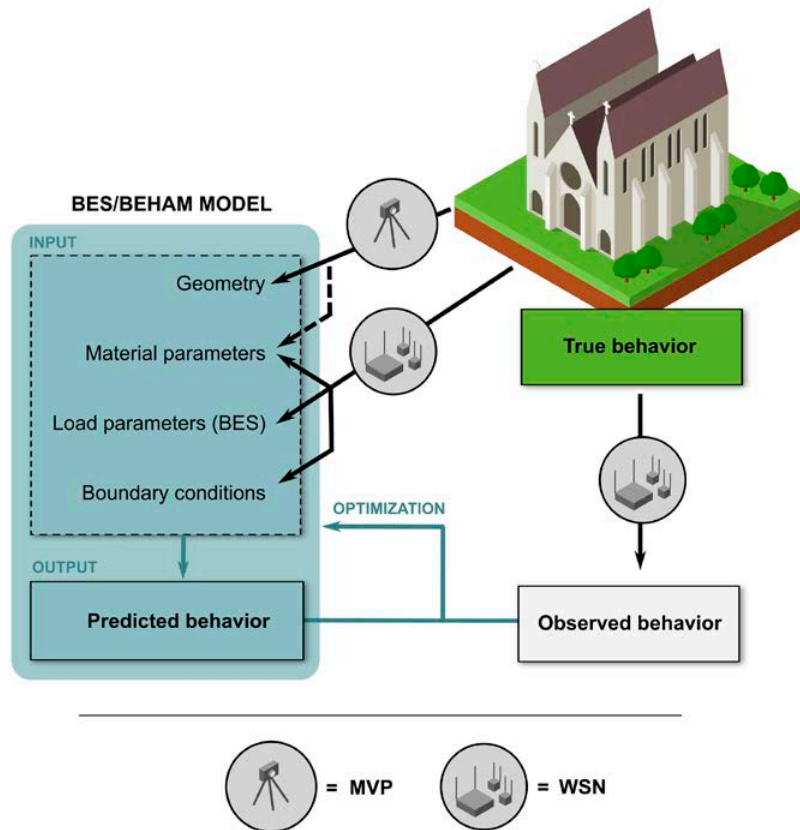 BES/BEHAM MODEL
INPUT
Geometry
Material parameters
Load parameters (BES)
Boundary conditions
True behavior
OPTIMIZATION
OUTPUT
Predicted behavior
Observed behavior
= MVP
= WSN